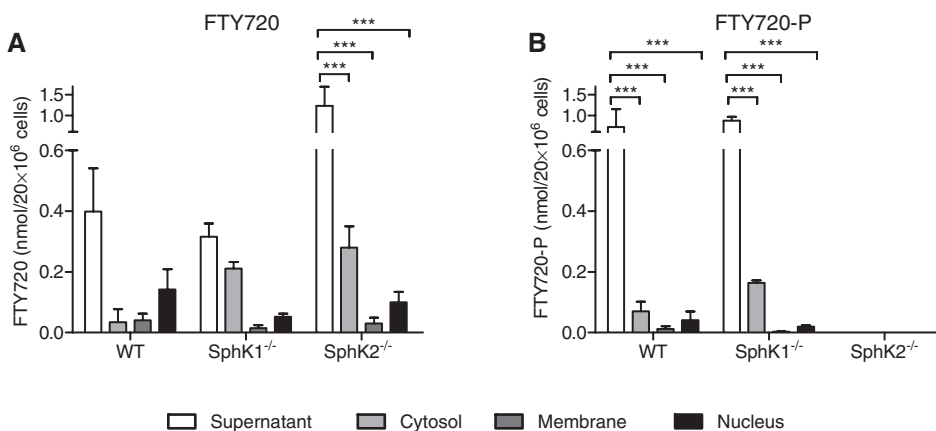 A
FTY720
FTY720 (nmol/20×10⁶ cells)
1.5
1.0
0.6
0.4
0.2
0.0
***
***
***
WT
SphK1⁻/⁻
SphK2⁻/⁻
B
FTY720-P
FTY720-P (nmol/20×10⁶ cells)
1.5
1.0
0.6
0.4
0.2
0.0
***
***
***
***
***
***
WT
SphK1⁻/⁻
SphK2⁻/⁻
Supernatant Cytosol Membrane Nucleus